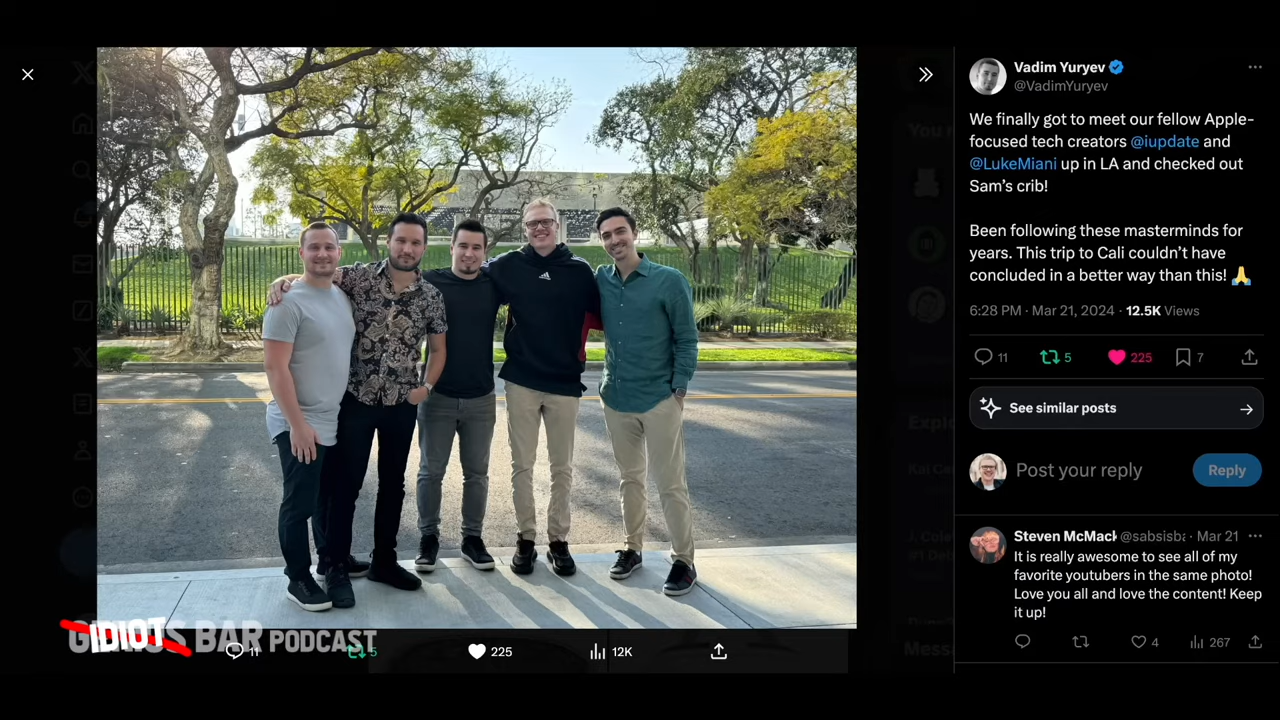 Vadim Yuryev
@VadimYuryev
We finally got to meet our fellow Apple-
focused tech creators @iupdate and
@LukeMiani up in LA and checked out
Sam's crib!
Been following these masterminds for
years. This trip to Cali couldn't have
concluded in a better way than this! 🙏
6:28 PM · Mar 21, 2024 · 12.5K Views
11 5 225 7
See similar posts
Post your reply Reply
Steven McMack @sabsisba · Mar 21
It is really awesome to see all of my
favorite youtubers in the same photo!
Love you all and love the content! Keep
it up!
4 267
IDIOTS BAR PODCAST
11 5 225 12K